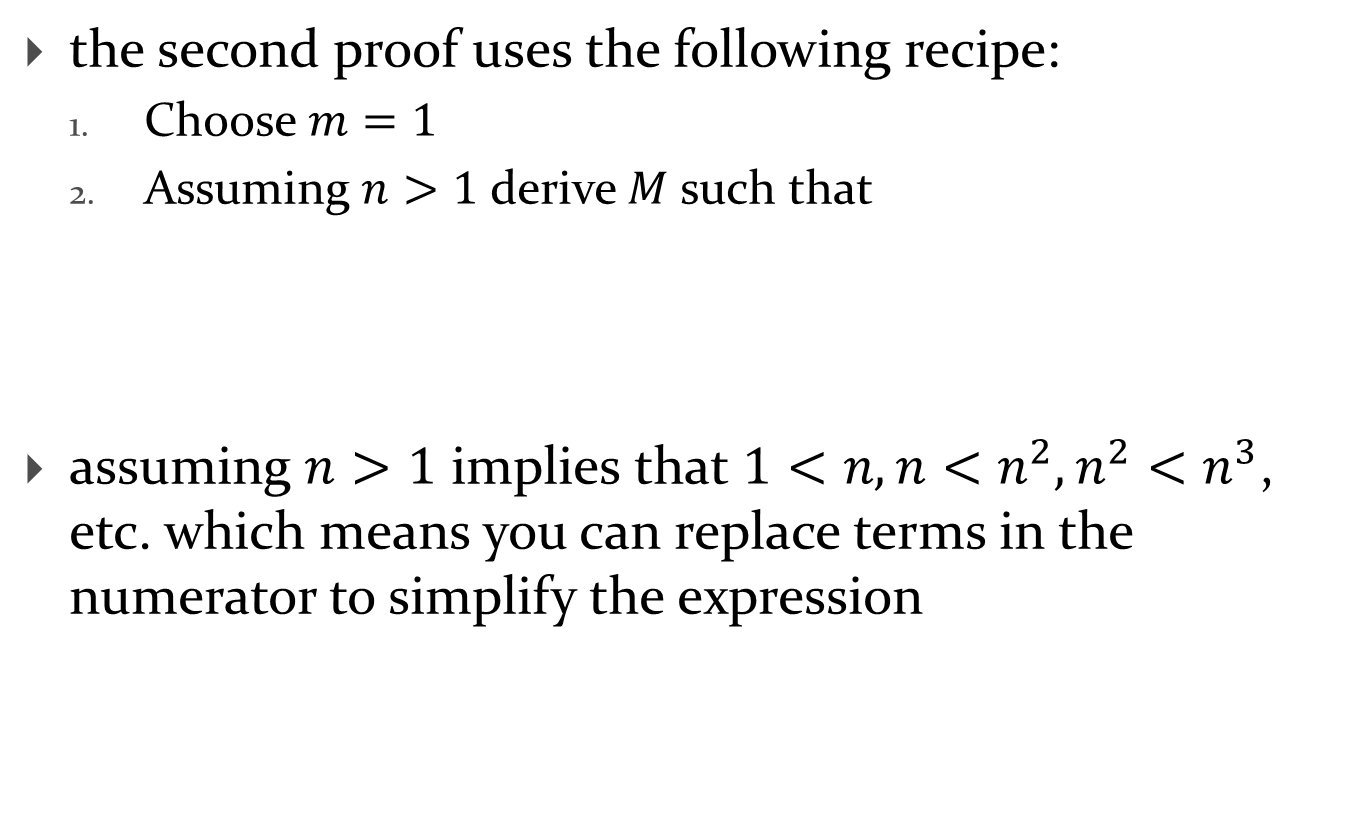 the second proof uses the following recipe:
1. Choose m = 1
2. Assuming n > 1 derive M such that
assuming n > 1 implies that 1 < n, n < n², n² < n³,
etc. which means you can replace terms in the
numerator to simplify the expression